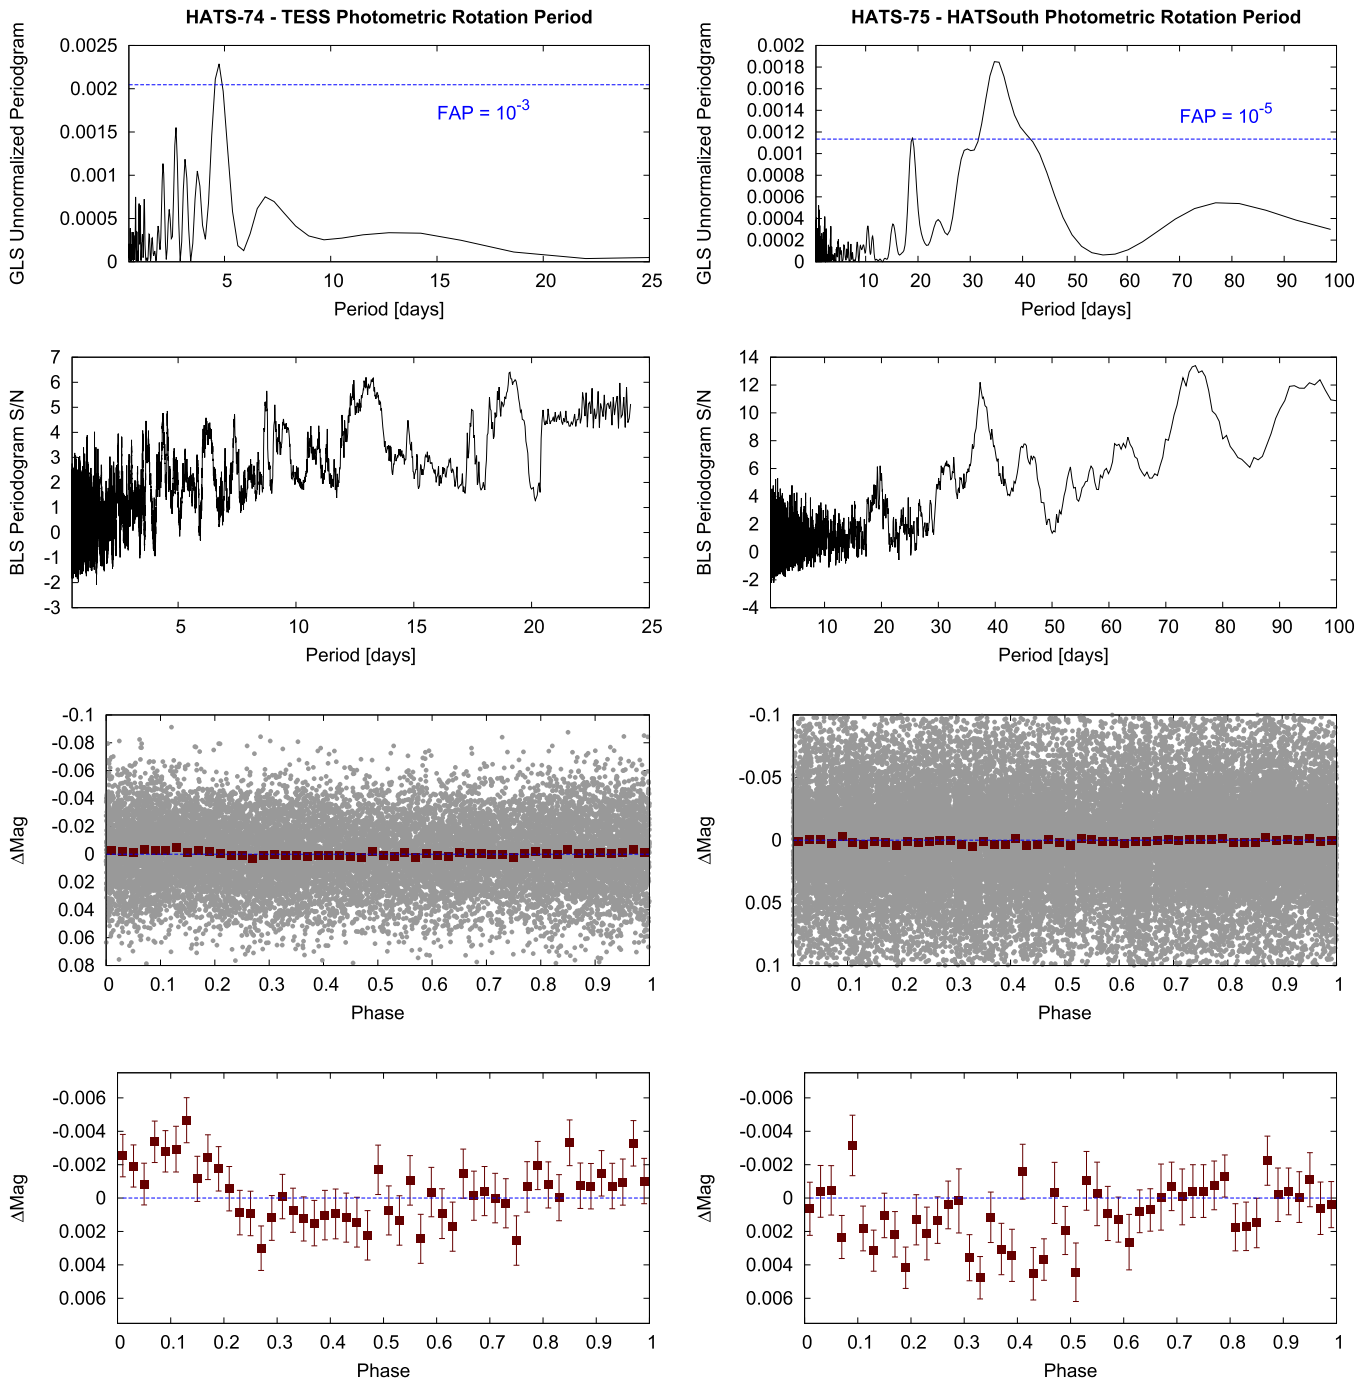 HATS-74 - TESS Photometric Rotation Period
GLS Unnormalized Periodgram
0.0025
0.002
0.0015
0.001
0.0005
0
FAP = 10-3
5
10
15
20
25
Period [days]
HATS-75 - HATSouth Photometric Rotation Period
GLS Unnormalized Periodgram
0.002
0.0018
0.0016
0.0014
0.0012
0.001
0.0008
0.0006
0.0004
0.0002
0
FAP = 10-5
10 20 30 40 50 60 70 80 90 100
Period [days]
BLS Periodogram S/N
7
6
5
4
3
2
1
0
-1
-2
-3
5 10 15 20 25
Period [days]
BLS Periodogram S/N
14
12
10
8
6
4
2
0
-2
-4
10 20 30 40 50 60 70 80 90 100
Period [days]
ΔMag
-0.1
-0.08
-0.06
-0.04
-0.02
0
0.02
0.04
0.06
0.08
0 0.1 0.2 0.3 0.4 0.5 0.6 0.7 0.8 0.9 1
Phase
ΔMag
-0.1
-0.05
0
0.05
0.1
0 0.1 0.2 0.3 0.4 0.5 0.6 0.7 0.8 0.9 1
Phase
ΔMag
-0.006
-0.004
-0.002
0
0.002
0.004
0.006
0 0.1 0.2 0.3 0.4 0.5 0.6 0.7 0.8 0.9 1
Phase
ΔMag
-0.006
-0.004
-0.002
0
0.002
0.004
0.006
0 0.1 0.2 0.3 0.4 0.5 0.6 0.7 0.8 0.9 1
Phase